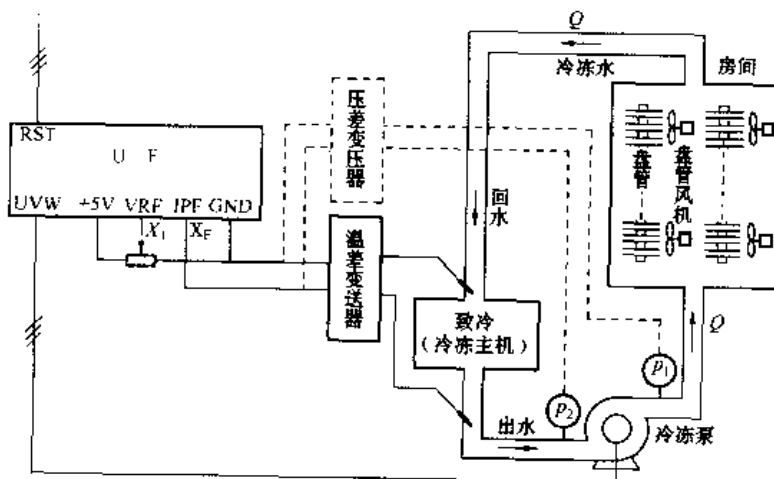 Q
冷冻水
房间
压差变压器
RST
U F
UVW +5V VRF IPF GND
X₁ X_F
盘管
盘管风机
回水
温差变送器
致冷
(冷冻主机)
Q
p₁
p₂
出水
冷冻泵